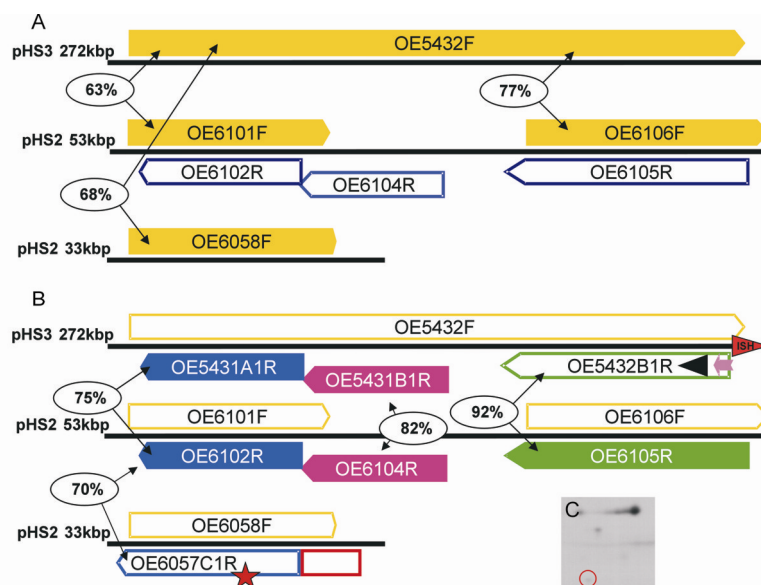 A
pHS3 272kbp
OE5432F
63%
77%
pHS2 53kbp
OE6101F
OE6106F
OE6102R
OE6104R
OE6105R
68%
pHS2 33kbp
OE6058F
B
pHS3 272kbp
OE5432F
ISH
OE5431A1R
OE5431B1R
OE5432B1R
75%
82%
92%
pHS2 53kbp
OE6101F
OE6106F
OE6102R
OE6104R
OE6105R
70%
pHS2 33kbp
OE6058F
OE6057C1R
C